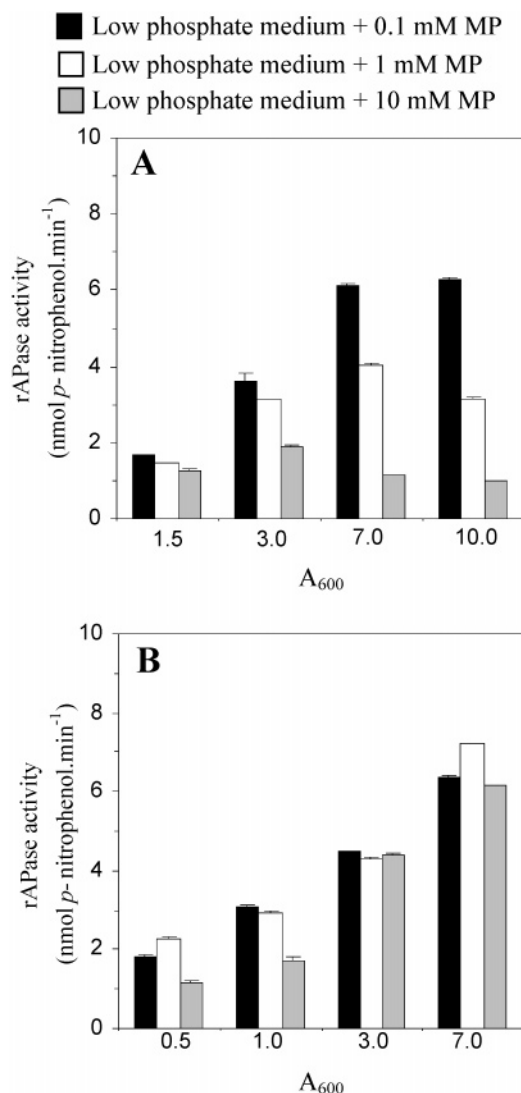 Low phosphate medium + 0.1 mM MP
Low phosphate medium + 1 mM MP
Low phosphate medium + 10 mM MP
A
rAPase activity
(nmol p- nitrophenol.min⁻¹)
10
8
6
4
2
0
1.5 3.0 7.0 10.0
A₆₀₀
B
rAPase activity
(nmol p- nitrophenol.min⁻¹)
10
8
6
4
2
0
0.5 1.0 3.0 7.0
A₆₀₀